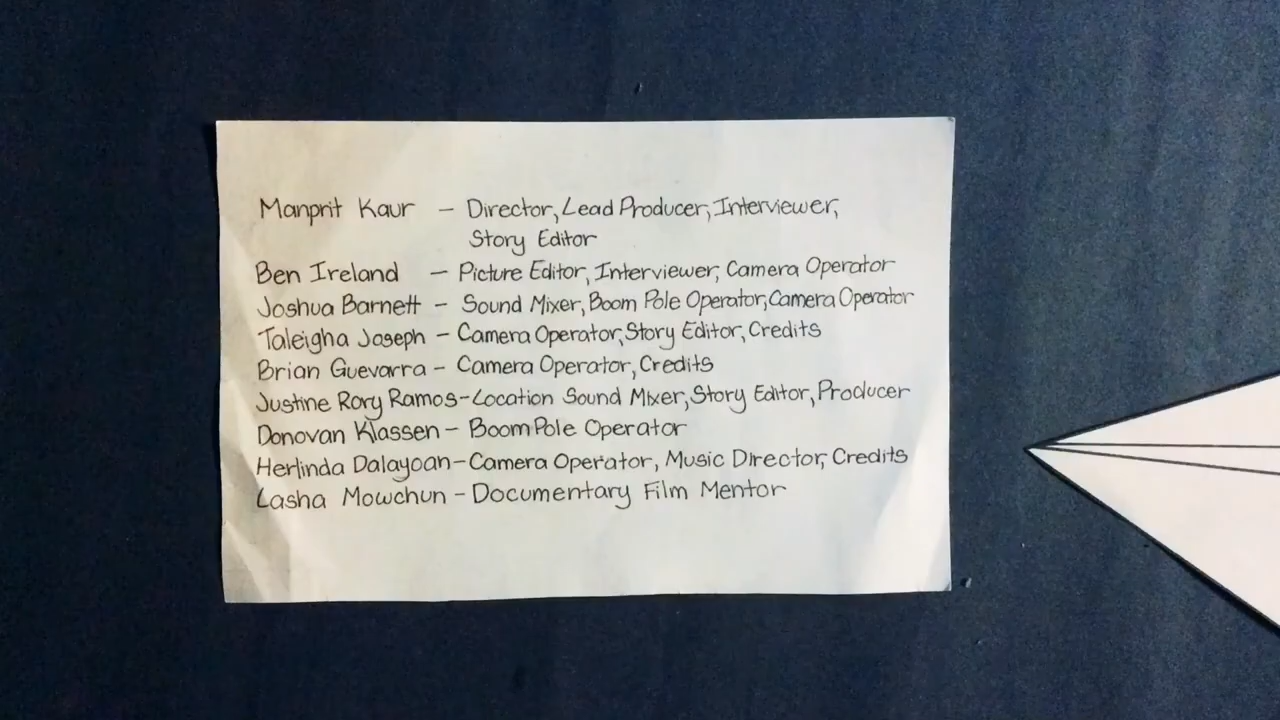 Manprit Kaur - Director, Lead Producer, Interviewer,
Story Editor
Ben Ireland - Picture Editor, Interviewer, Camera Operator
Joshua Barnett - Sound Mixer, Boom Pole Operator, Camera Operator
Taleigha Joseph - Camera Operator, Story Editor, Credits
Brian Guevarra - Camera Operator, Credits
Justine Rory Ramos - Location Sound Mixer, Story Editor, Producer
Donovan Klassen - Boom Pole Operator
Herlinda Dalayoan - Camera Operator, Music Director, Credits
Lasha Mowchun - Documentary Film Mentor